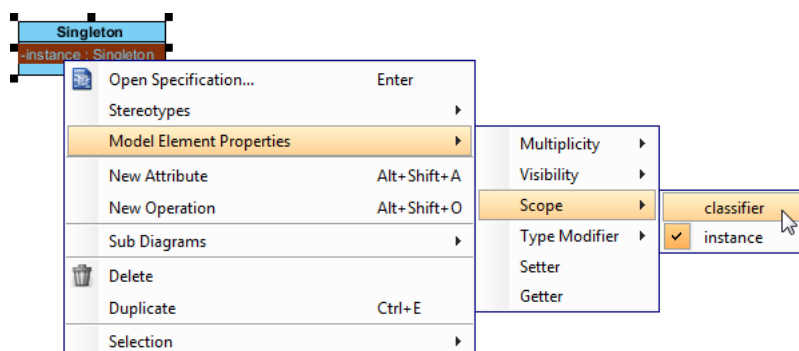 Singleton
-instance : Singleton
Open Specification... Enter
Stereotypes
Model Element Properties
Multiplicity
New Attribute Alt+Shift+A
Visibility
New Operation Alt+Shift+O
Scope
classifier
Sub Diagrams
Type Modifier
instance
Delete
Setter
Duplicate Ctrl+E
Getter
Selection